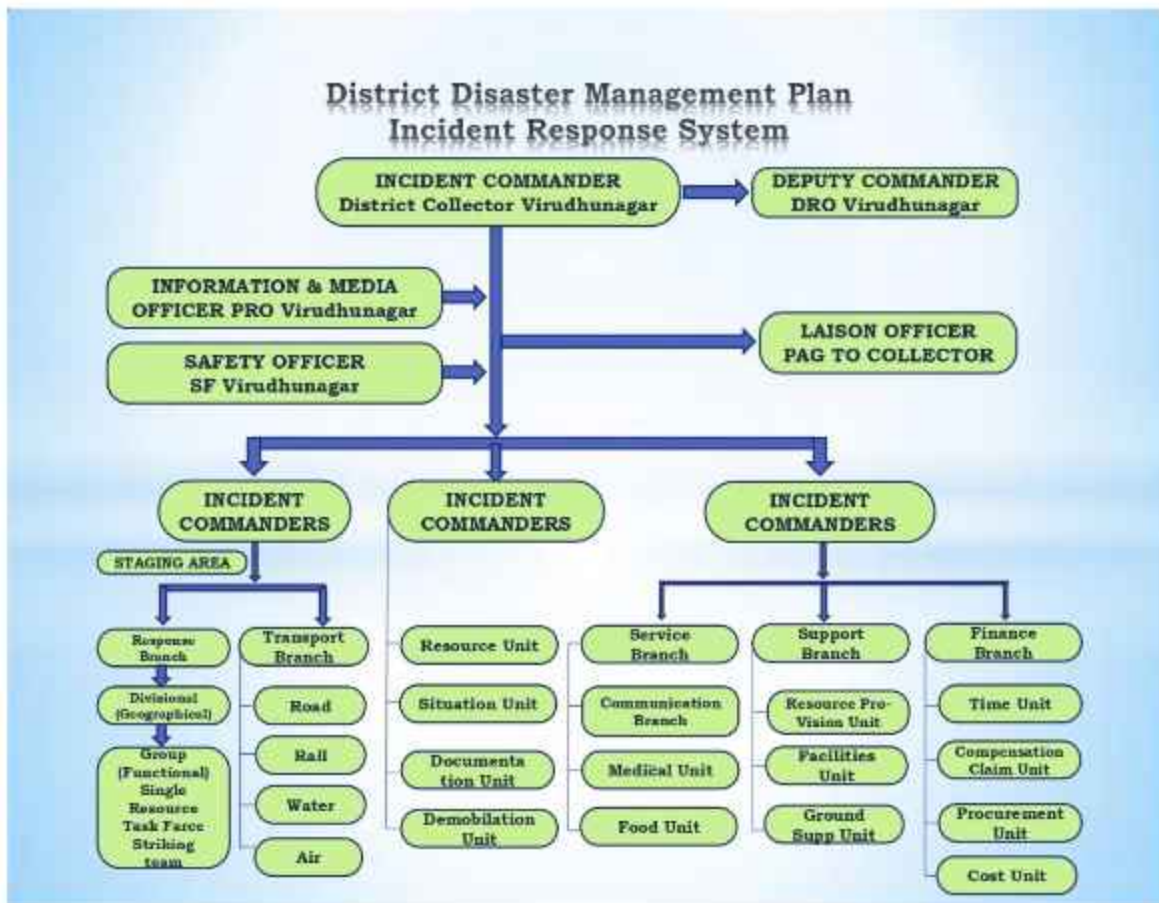 District Disaster Management Plan
Incident Response System
INCIDENT COMMANDER
District Collector Virudhunagar
DEPUTY COMMANDER
DRO Virudhunagar
INFORMATION & MEDIA
OFFICER PRO Virudhunagar
LAISON OFFICER
PAG TO COLLECTOR
SAFETY OFFICER
SF Virudhunagar
INCIDENT
COMMANDERS
INCIDENT
COMMANDERS
INCIDENT
COMMANDERS
STAGING AREA
Response
Branch
Divisional
(Geographical)
Group
(Functional)
Single
Resource
Task Farce
Striking
team
Transport
Branch
Road
Rail
Water
Air
Resource Unit
Situation Unit
Documenta
tion Unit
Demobilation
Unit
Service
Branch
Communication
Branch
Medical Unit
Food Unit
Support
Branch
Resource Pro-
Vision Unit
Facilities
Unit
Ground
Supp Unit
Finance
Branch
Time Unit
Compensation
Claim Unit
Procurement
Unit
Cost Unit